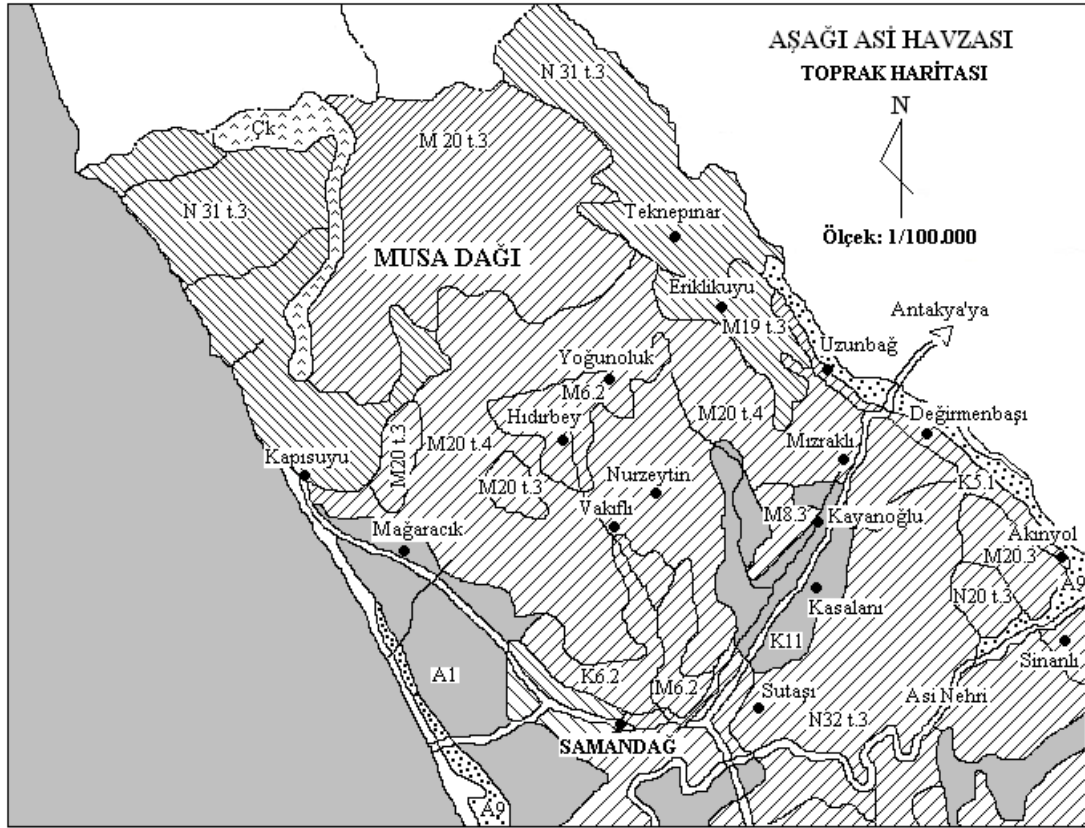 AŞAĞI ASİ HAVZASI
TOPRAK HARİTASI
N
Ölçek: 1/100.000
N 31 t.3
Çk
M 20 t.3
N 31 t.3
Teknepınar
MUSA DAĞI
Eriklikuyu
M19 t.3
Antakya'ya
Uzunbağ
Yoğunoluk
M6.2
Hıdırbey
M20 t.4
Değirmenbaşı
M20 t.3
M20 t.4
Mızraklı
Kapısuyu
M20 t.3
Nurzeytin
K5.1
Vakıflı
M8.3
Kayanoğlu
Mağaracık
Akınyol
M20.3
A9
Kasalanı
N20 t.3
K11
Sinanlı
A1
K6.2
M6.2
Sutaşı
Asi Nehri
N32 t.3
SAMANDAĞ
A9